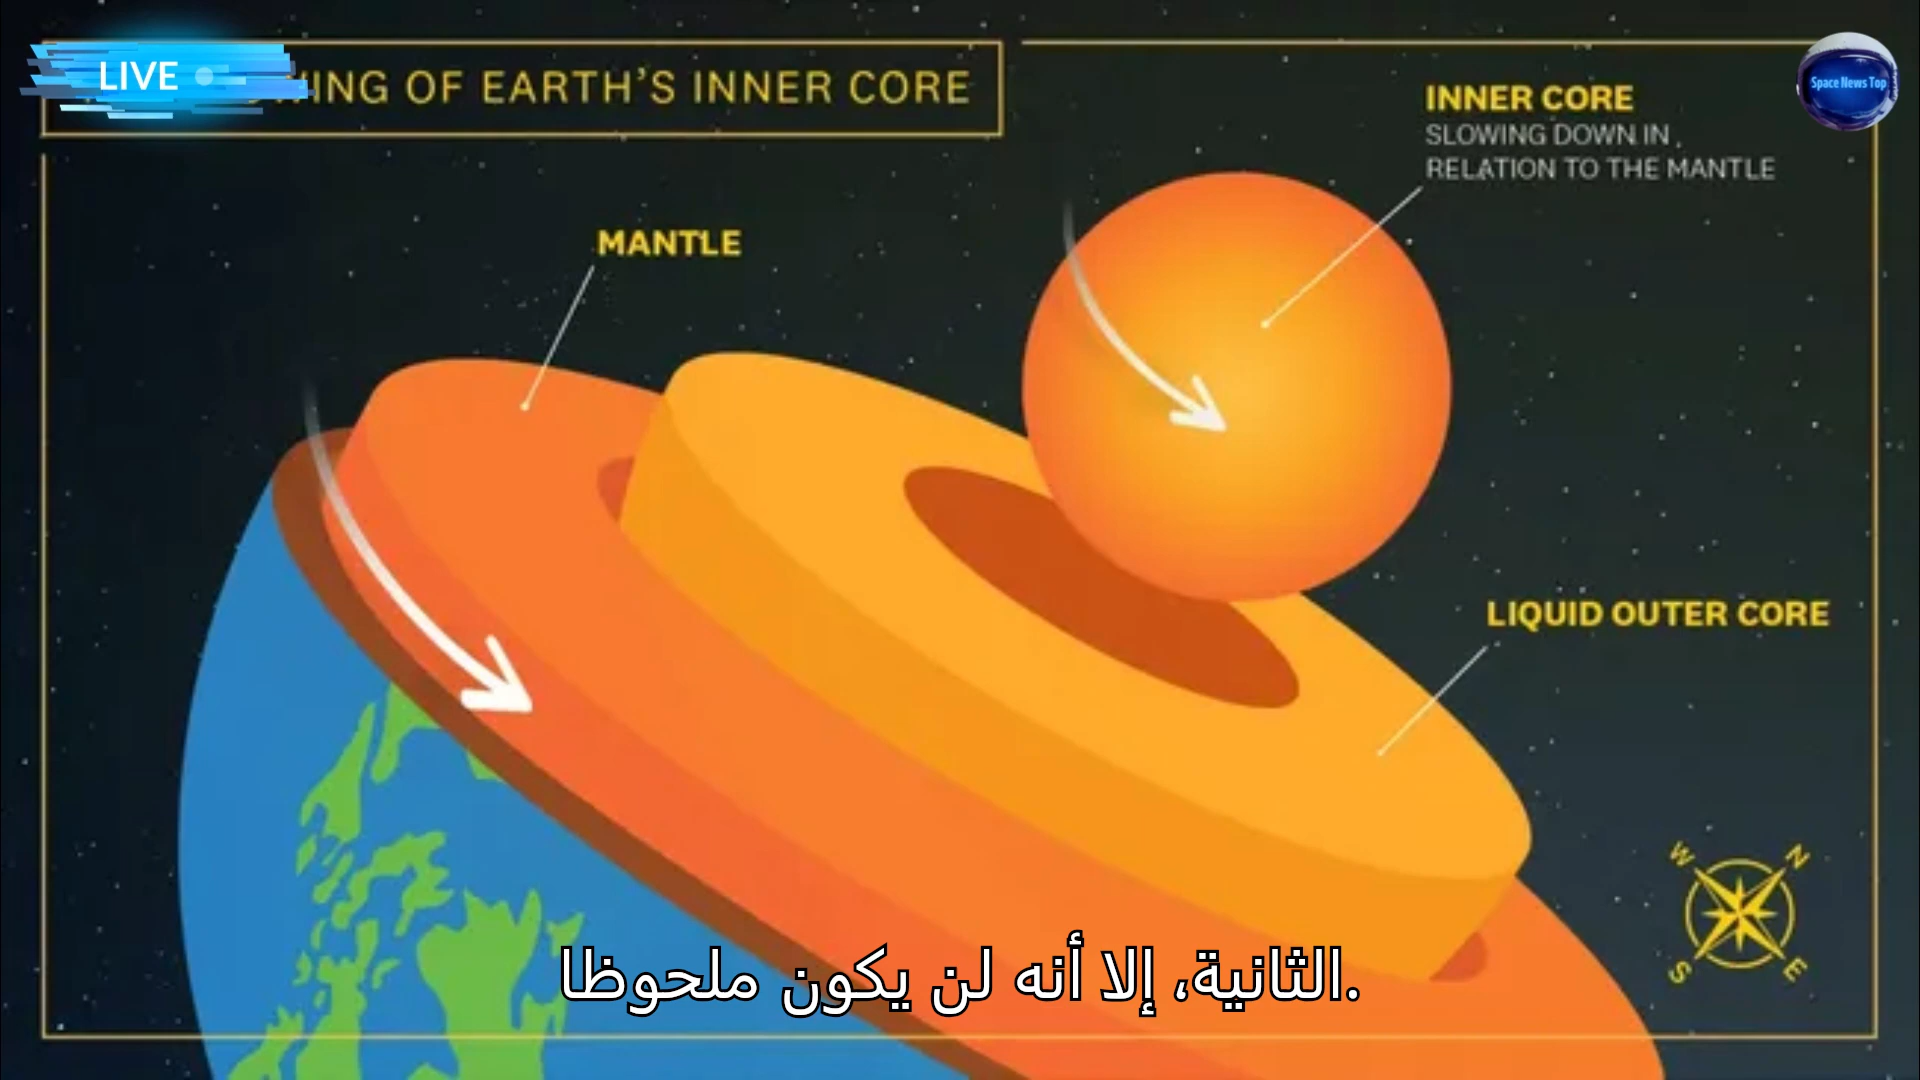 LIVE
WING OF EARTH'S INNER CORE
Space News Top
INNER CORE
SLOWING DOWN IN
RELATION TO THE MANTLE
MANTLE
LIQUID OUTER CORE
W N
S E
الثانية، إلا أنه لن يكون ملحوظا.